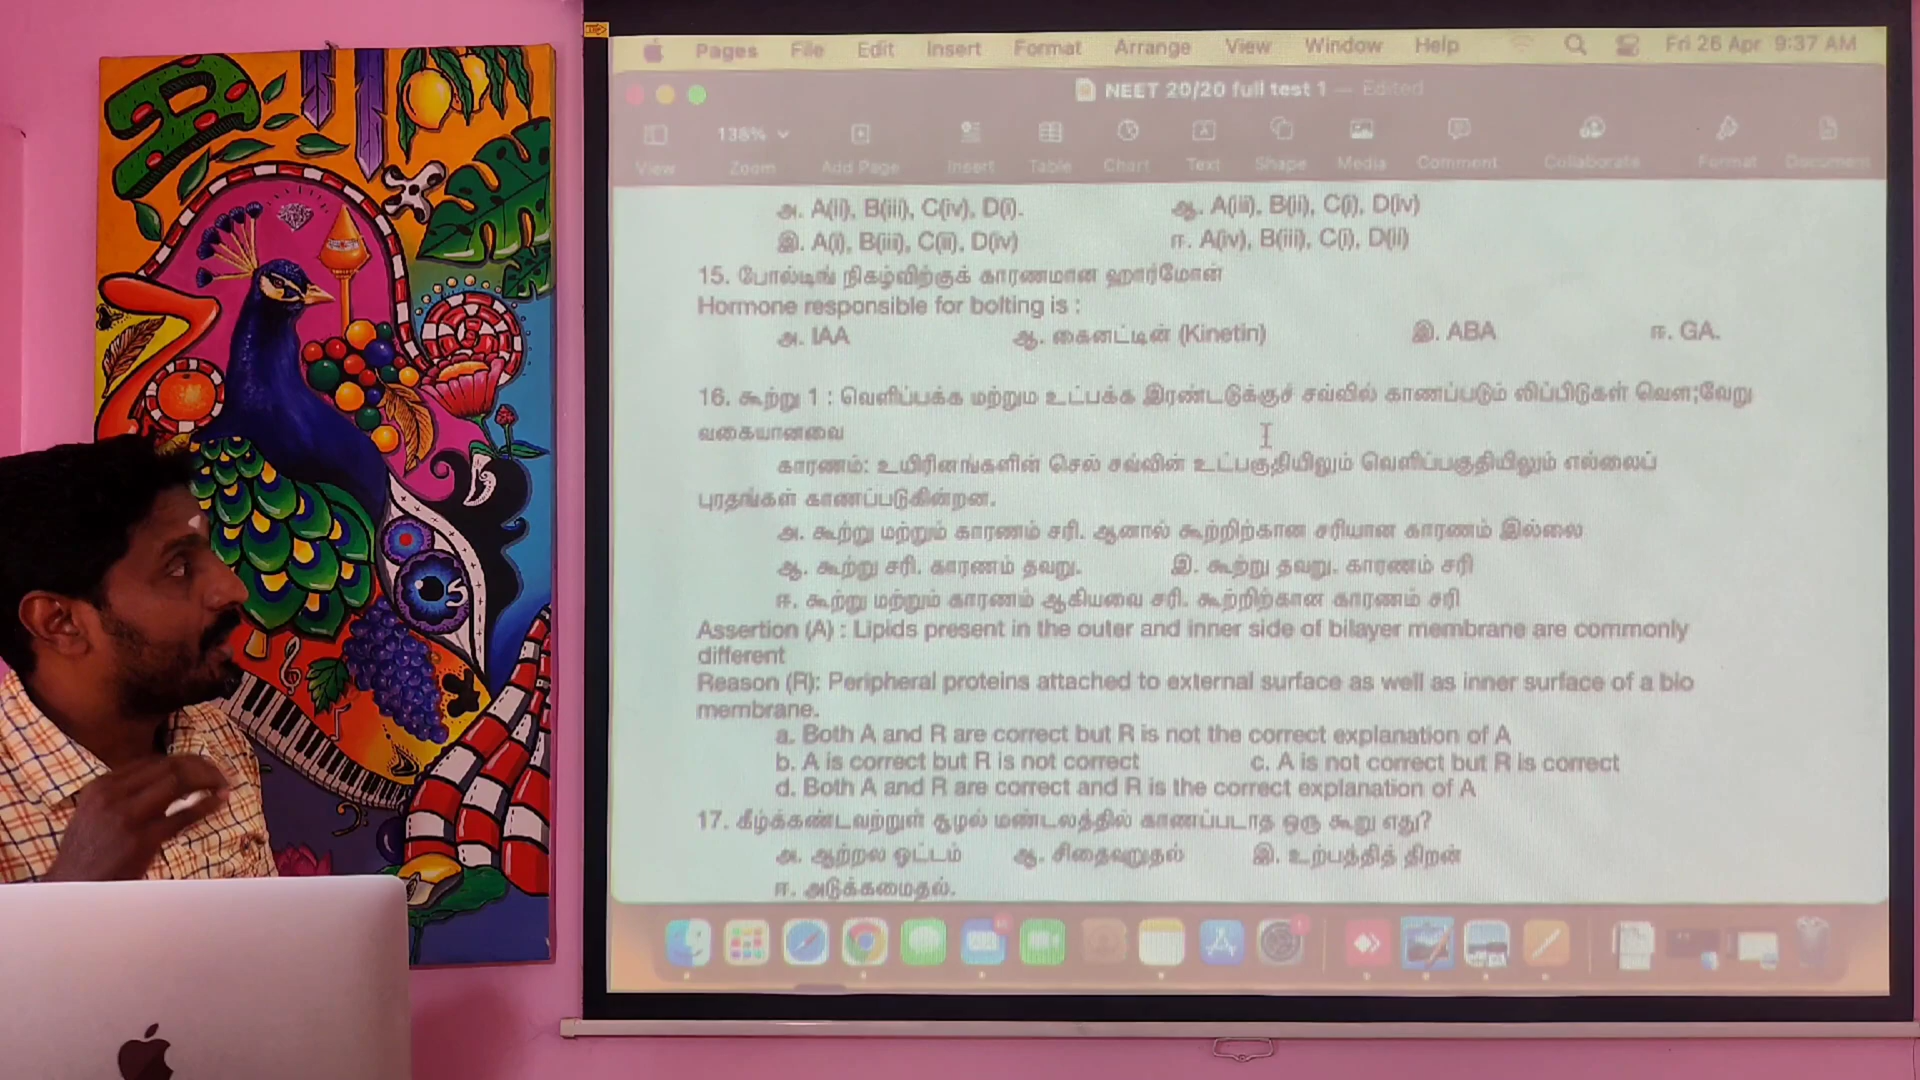 Pages File Edit Insert Format Arrange View Window Help Fri 26 Apr 9:37 AM
NEET 20/20 full test 1 — Edited
138%
View Zoom Add Page Insert Table Chart Text Shape Media Comment Collaborate Format Document
அ. A(ii), B(iii), C(iv), D(i). ஆ. A(iii), B(ii), C(i), D(iv)
இ. A(i), B(iii), C(ii), D(iv) ஈ. A(iv), B(iii), C(i), D(ii)
15. போல்டிங் நிகழ்விற்குக் காரணமான ஹார்மோன்
Hormone responsible for bolting is :
அ. IAA ஆ. கைனட்டின் (Kinetin) இ. ABA ஈ. GA.
16. கூற்று 1 : வெளிப்பக்க மற்றும உட்பக்க இரண்டடுக்குச் சவ்வில் காணப்படும் லிப்பிடுகள் வெள;வேறு
வகையானவை
காரணம்: உயிரினங்களின் செல் சவ்வின் உட்பகுதியிலும் வெளிப்பகுதியிலும் எல்லைப்
புரதங்கள் காணப்படுகின்றன.
அ. கூற்று மற்றும் காரணம் சரி. ஆனால் கூற்றிற்கான சரியான காரணம் இல்லை
ஆ. கூற்று சரி. காரணம் தவறு. இ. கூற்று தவறு. காரணம் சரி
ஈ. கூற்று மற்றும் காரணம் ஆகியவை சரி. கூற்றிற்கான காரணம் சரி
Assertion (A) : Lipids present in the outer and inner side of bilayer membrane are commonly
different
Reason (R): Peripheral proteins attached to external surface as well as inner surface of a bio
membrane.
a. Both A and R are correct but R is not the correct explanation of A
b. A is correct but R is not correct c. A is not correct but R is correct
d. Both A and R are correct and R is the correct explanation of A
17. கீழ்க்கண்டவற்றுள் சூழல் மண்டலத்தில் காணப்படாத ஒரு கூறு எது?
அ. ஆற்றல ஓட்டம் ஆ. சிதைவுறுதல் இ. உற்பத்தித் திறன்
ஈ. அடுக்கமைதல்.